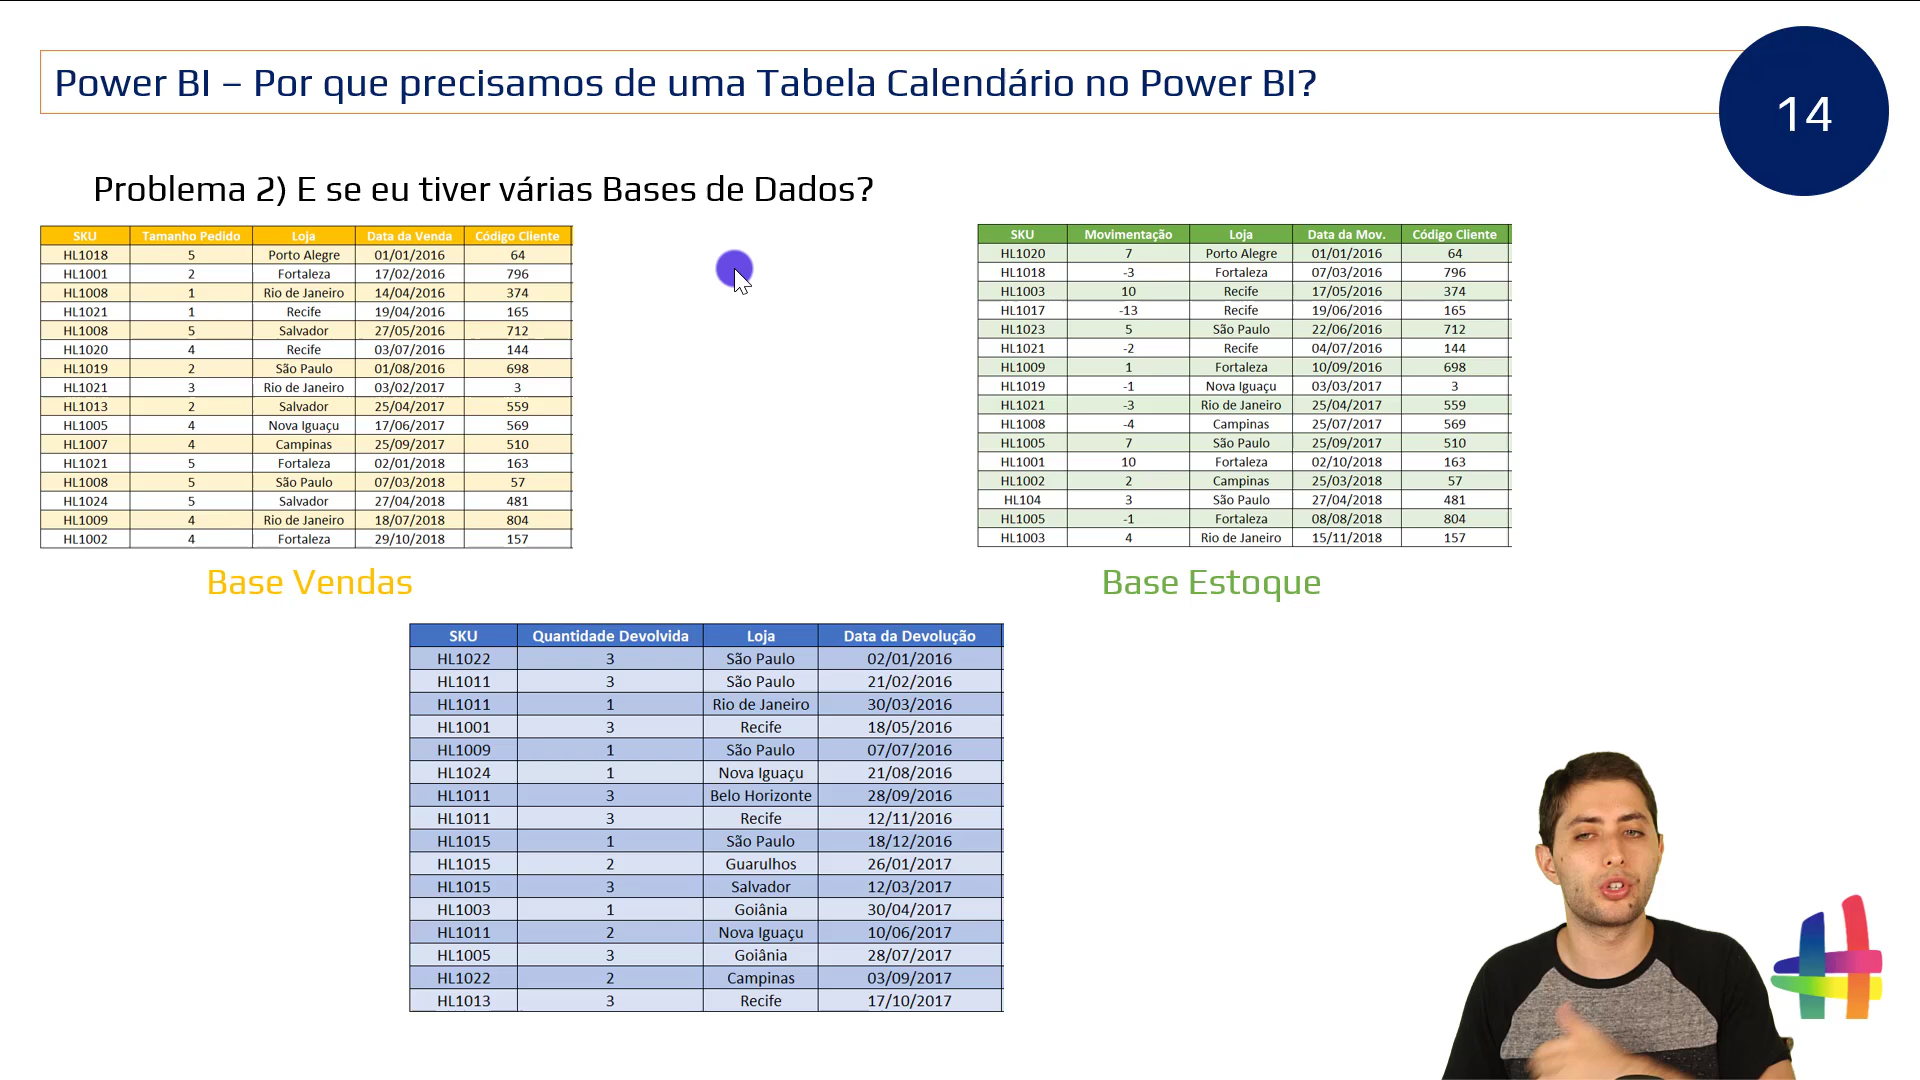 Power BI – Por que precisamos de uma Tabela Calendário no Power BI?
14
Problema 2) E se eu tiver várias Bases de Dados?
SKU Tamanho Pedido Loja Data da Venda Código Cliente
HL1018 5 Porto Alegre 01/01/2016 64
HL1001 2 Fortaleza 17/02/2016 796
HL1008 1 Rio de Janeiro 14/04/2016 374
HL1021 1 Recife 19/04/2016 165
HL1008 5 Salvador 27/05/2016 712
HL1020 4 Recife 03/07/2016 144
HL1019 2 São Paulo 01/08/2016 698
HL1021 3 Rio de Janeiro 03/02/2017 3
HL1013 2 Salvador 25/04/2017 559
HL1005 4 Nova Iguaçu 17/06/2017 569
HL1007 4 Campinas 25/09/2017 510
HL1021 5 Fortaleza 02/01/2018 163
HL1008 5 São Paulo 07/03/2018 57
HL1024 5 Salvador 27/04/2018 481
HL1009 4 Rio de Janeiro 18/07/2018 804
HL1002 4 Fortaleza 29/10/2018 157
Base Vendas
SKU Movimentação Loja Data da Mov. Código Cliente
HL1020 7 Porto Alegre 01/01/2016 64
HL1018 -3 Fortaleza 07/03/2016 796
HL1003 10 Recife 17/05/2016 374
HL1017 -13 Recife 19/06/2016 165
HL1023 5 São Paulo 22/06/2016 712
HL1021 -2 Recife 04/07/2016 144
HL1009 1 Fortaleza 10/09/2016 698
HL1019 -1 Nova Iguaçu 03/03/2017 3
HL1021 -3 Rio de Janeiro 25/04/2017 559
HL1008 -4 Campinas 25/07/2017 569
HL1005 7 São Paulo 25/09/2017 510
HL1001 10 Fortaleza 02/10/2018 163
HL1002 2 Campinas 25/03/2018 57
HL104 3 São Paulo 27/04/2018 481
HL1005 -1 Fortaleza 08/08/2018 804
HL1003 4 Rio de Janeiro 15/11/2018 157
Base Estoque
SKU Quantidade Devolvida Loja Data da Devolução
HL1022 3 São Paulo 02/01/2016
HL1011 3 São Paulo 21/02/2016
HL1011 1 Rio de Janeiro 30/03/2016
HL1001 3 Recife 18/05/2016
HL1009 1 São Paulo 07/07/2016
HL1024 1 Nova Iguaçu 21/08/2016
HL1011 3 Belo Horizonte 28/09/2016
HL1011 3 Recife 12/11/2016
HL1015 1 São Paulo 18/12/2016
HL1015 2 Guarulhos 26/01/2017
HL1015 3 Salvador 12/03/2017
HL1003 1 Goiânia 30/04/2017
HL1011 2 Nova Iguaçu 10/06/2017
HL1005 3 Goiânia 28/07/2017
HL1022 2 Campinas 03/09/2017
HL1013 3 Recife 17/10/2017